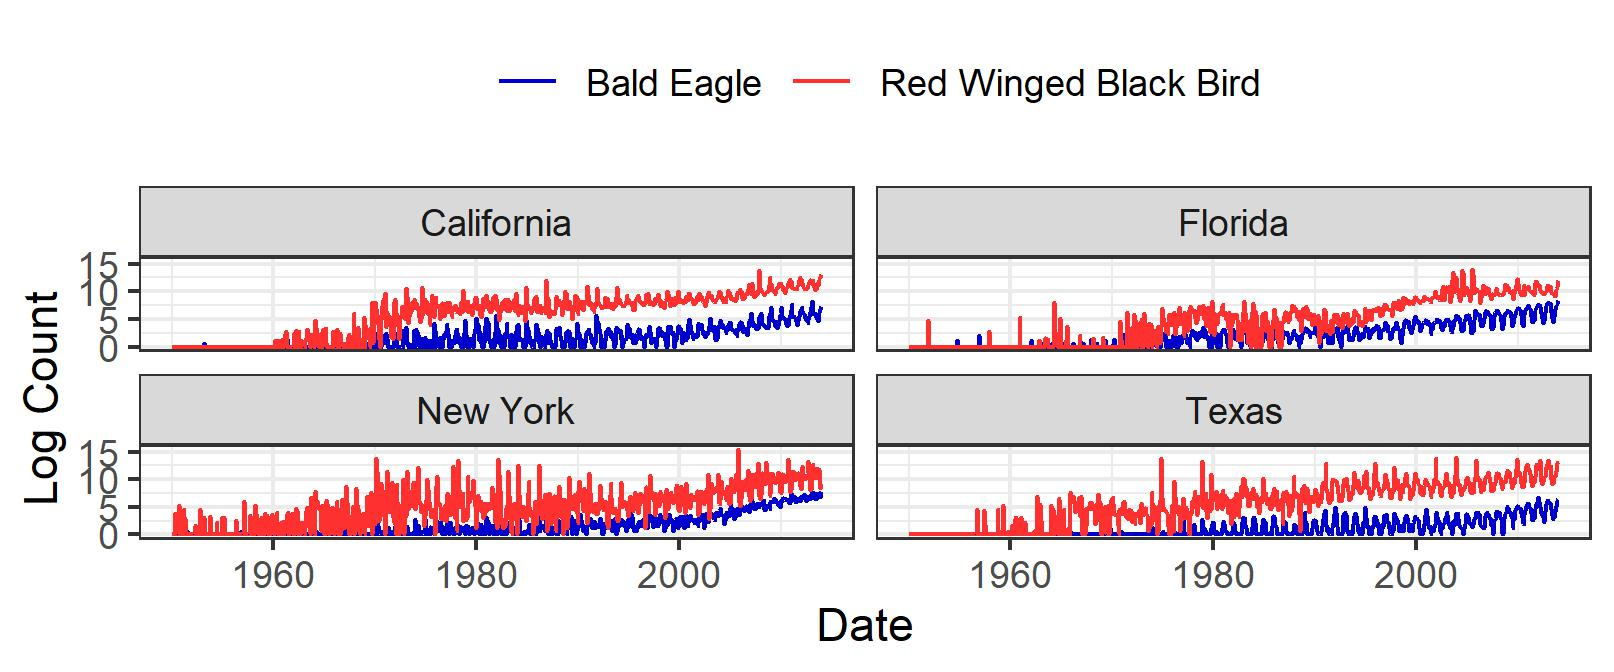 Bald Eagle Red Winged Black Bird
California Florida
15
10
5
0
New York Texas
15
10
5
0
Log Count
1960 1980 2000 1960 1980 2000
Date